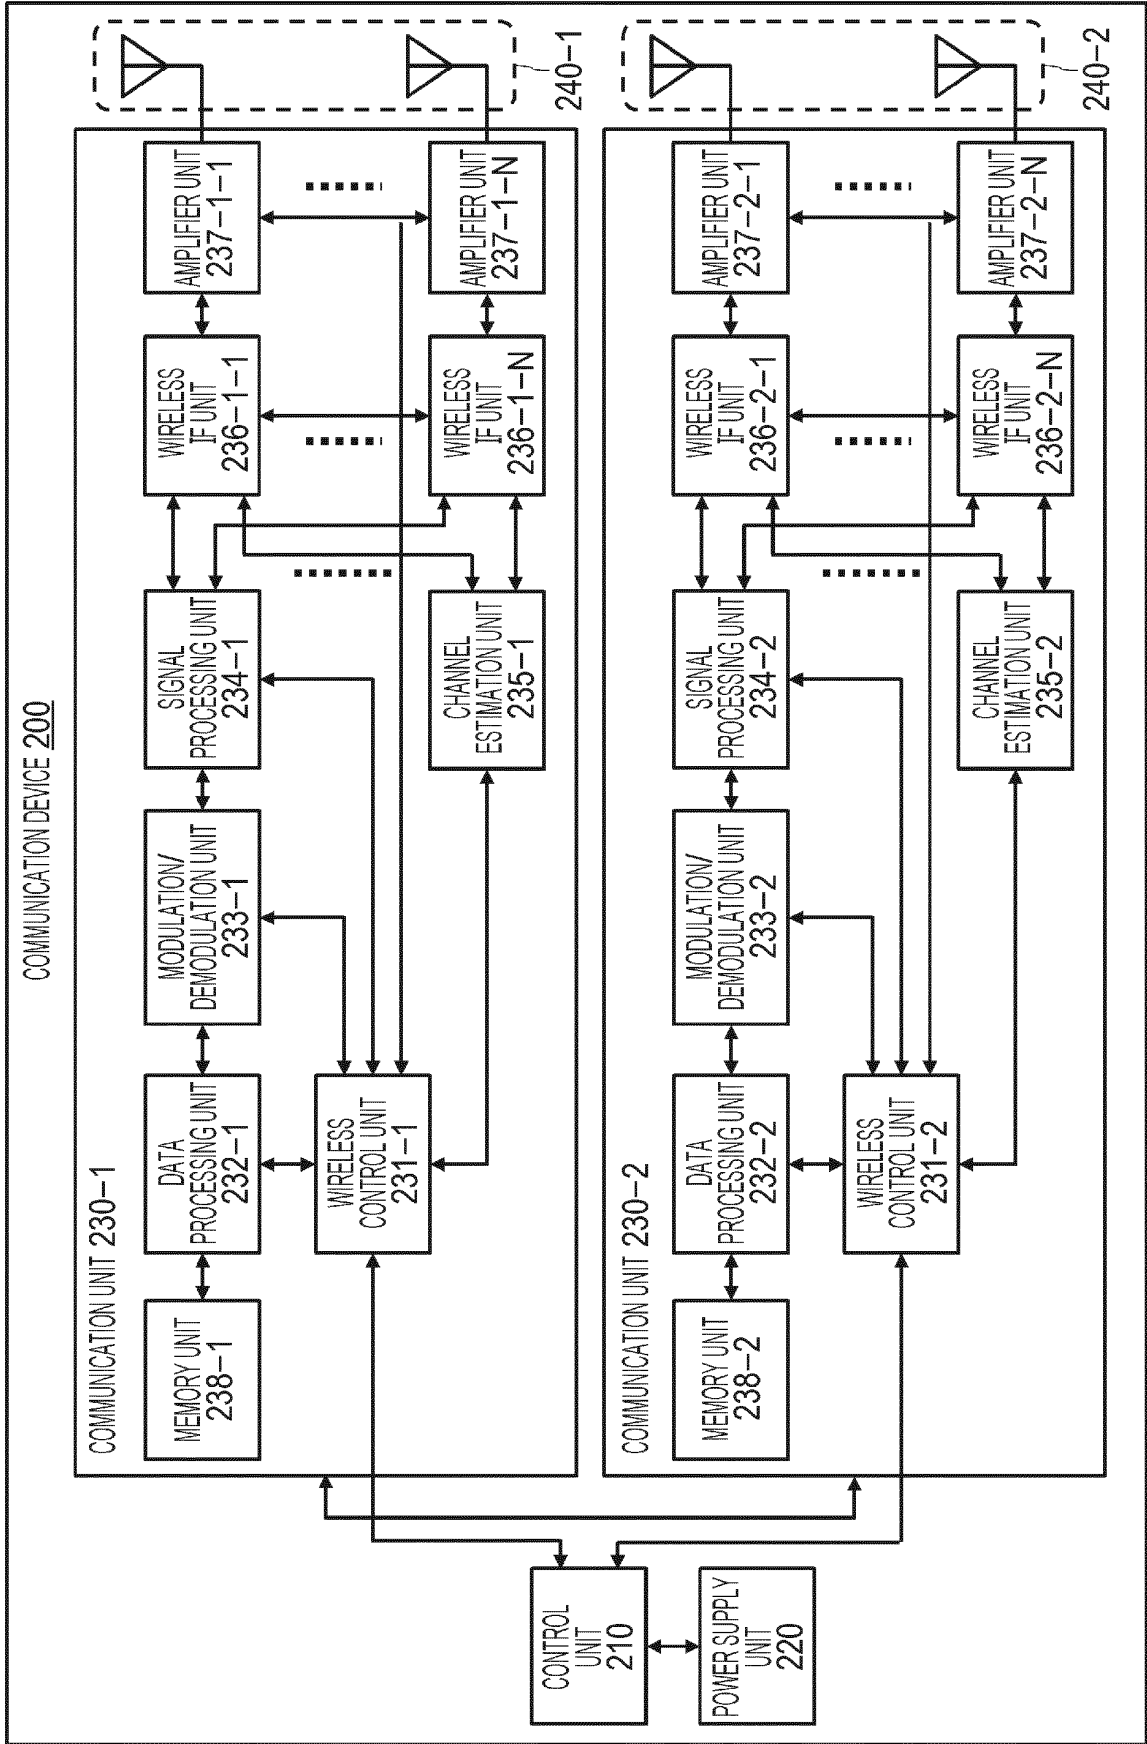 COMMUNICATION DEVICE 200
COMMUNICATION UNIT 230-1
MEMORY UNIT
238-1
DATA
PROCESSING UNIT
232-1
MODULATION/
DEMODULATION UNIT
233-1
SIGNAL
PROCESSING UNIT
234-1
WIRELESS
IF UNIT
236-1-1
AMPLIFIER UNIT
237-1-1
WIRELESS
CONTROL UNIT
231-1
CHANNEL
ESTIMATION UNIT
235-1
WIRELESS
IF UNIT
236-1-N
AMPLIFIER UNIT
237-1-N
240-1
CONTROL
UNIT
210
POWER SUPPLY
UNIT
220
COMMUNICATION UNIT 230-2
MEMORY UNIT
238-2
DATA
PROCESSING UNIT
232-2
MODULATION/
DEMODULATION UNIT
233-2
SIGNAL
PROCESSING UNIT
234-2
WIRELESS
IF UNIT
236-2-1
AMPLIFIER UNIT
237-2-1
WIRELESS
CONTROL UNIT
231-2
CHANNEL
ESTIMATION UNIT
235-2
WIRELESS
IF UNIT
236-2-N
AMPLIFIER UNIT
237-2-N
240-2